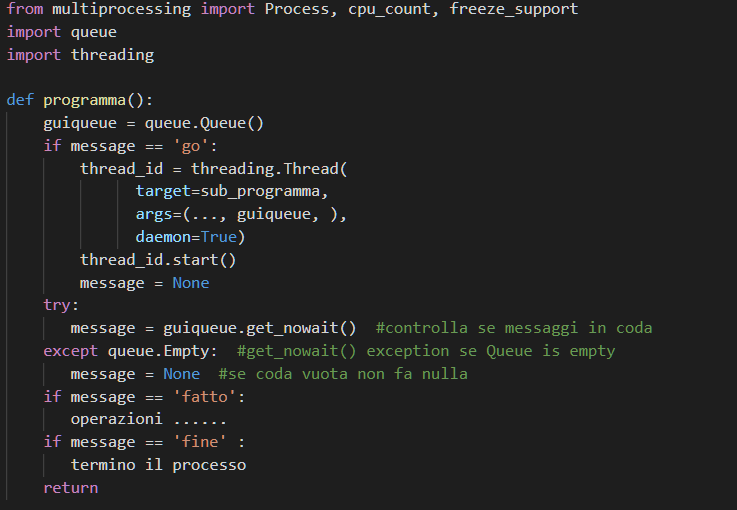 from multiprocessing import Process, cpu_count, freeze_support
import queue
import threading
def programma():
guiqueue = queue.Queue()
if message == 'go':
thread_id = threading.Thread(
target=sub_programma,
args=(..., guiqueue, ),
daemon=True)
thread_id.start()
message = None
try:
message = guiqueue.get_nowait()  #controlla se messaggi in coda
except queue.Empty:  #get_nowait() exception se Queue is empty
message = None  #se coda vuota non fa nulla
if message == 'fatto':
operazioni ......
if message == 'fine' :
termino il processo
return